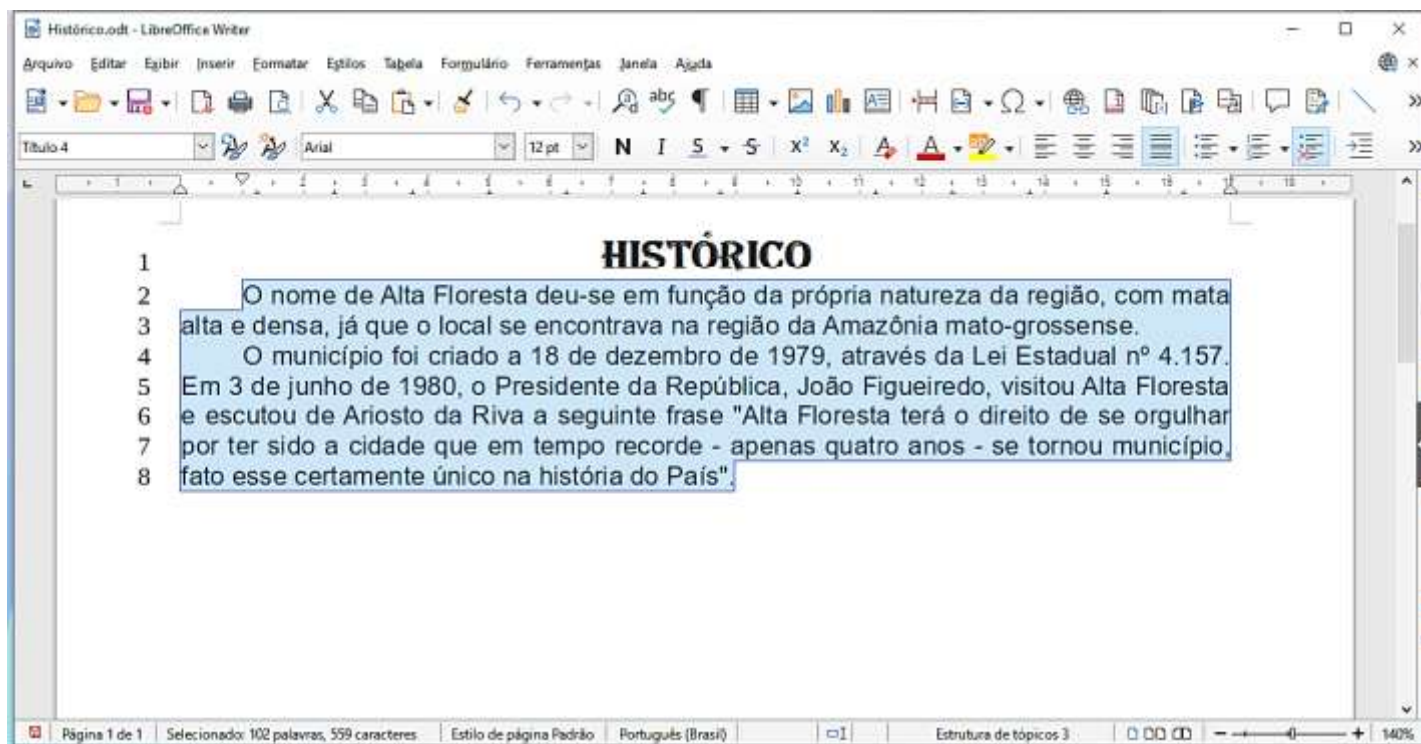 Histórico.odt - LibreOffice Writer
Arquivo Editar Exibir Inserir Formatar Estilos Tabela Formulário Ferramentas Janela Ajuda
Título 4 Arial 12 pt N I S S X² X₂ A A
1 HISTÓRICO
2 O nome de Alta Floresta deu-se em função da própria natureza da região, com mata
3 alta e densa, já que o local se encontrava na região da Amazônia mato-grossense.
4 O município foi criado a 18 de dezembro de 1979, através da Lei Estadual nº 4.157.
5 Em 3 de junho de 1980, o Presidente da República, João Figueiredo, visitou Alta Floresta
6 e escutou de Ariosto da Riva a seguinte frase "Alta Floresta terá o direito de se orgulhar
7 por ter sido a cidade que em tempo recorde - apenas quatro anos - se tornou município,
8 fato esse certamente único na história do País".
Página 1 de 1 Selecionado: 102 palavras, 559 caracteres Estilo de página Padrão Português (Brasil) Estrutura de tópicos 3 140%